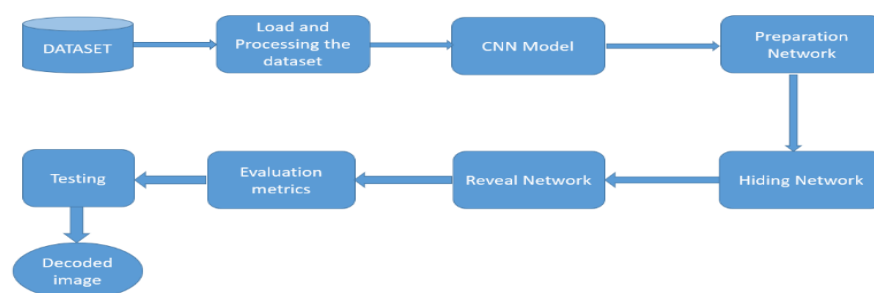 DATASET
Load and
Processing the
dataset
CNN Model
Preparation
Network
Testing
Evaluation
metrics
Reveal Network
Hiding Network
Decoded
image